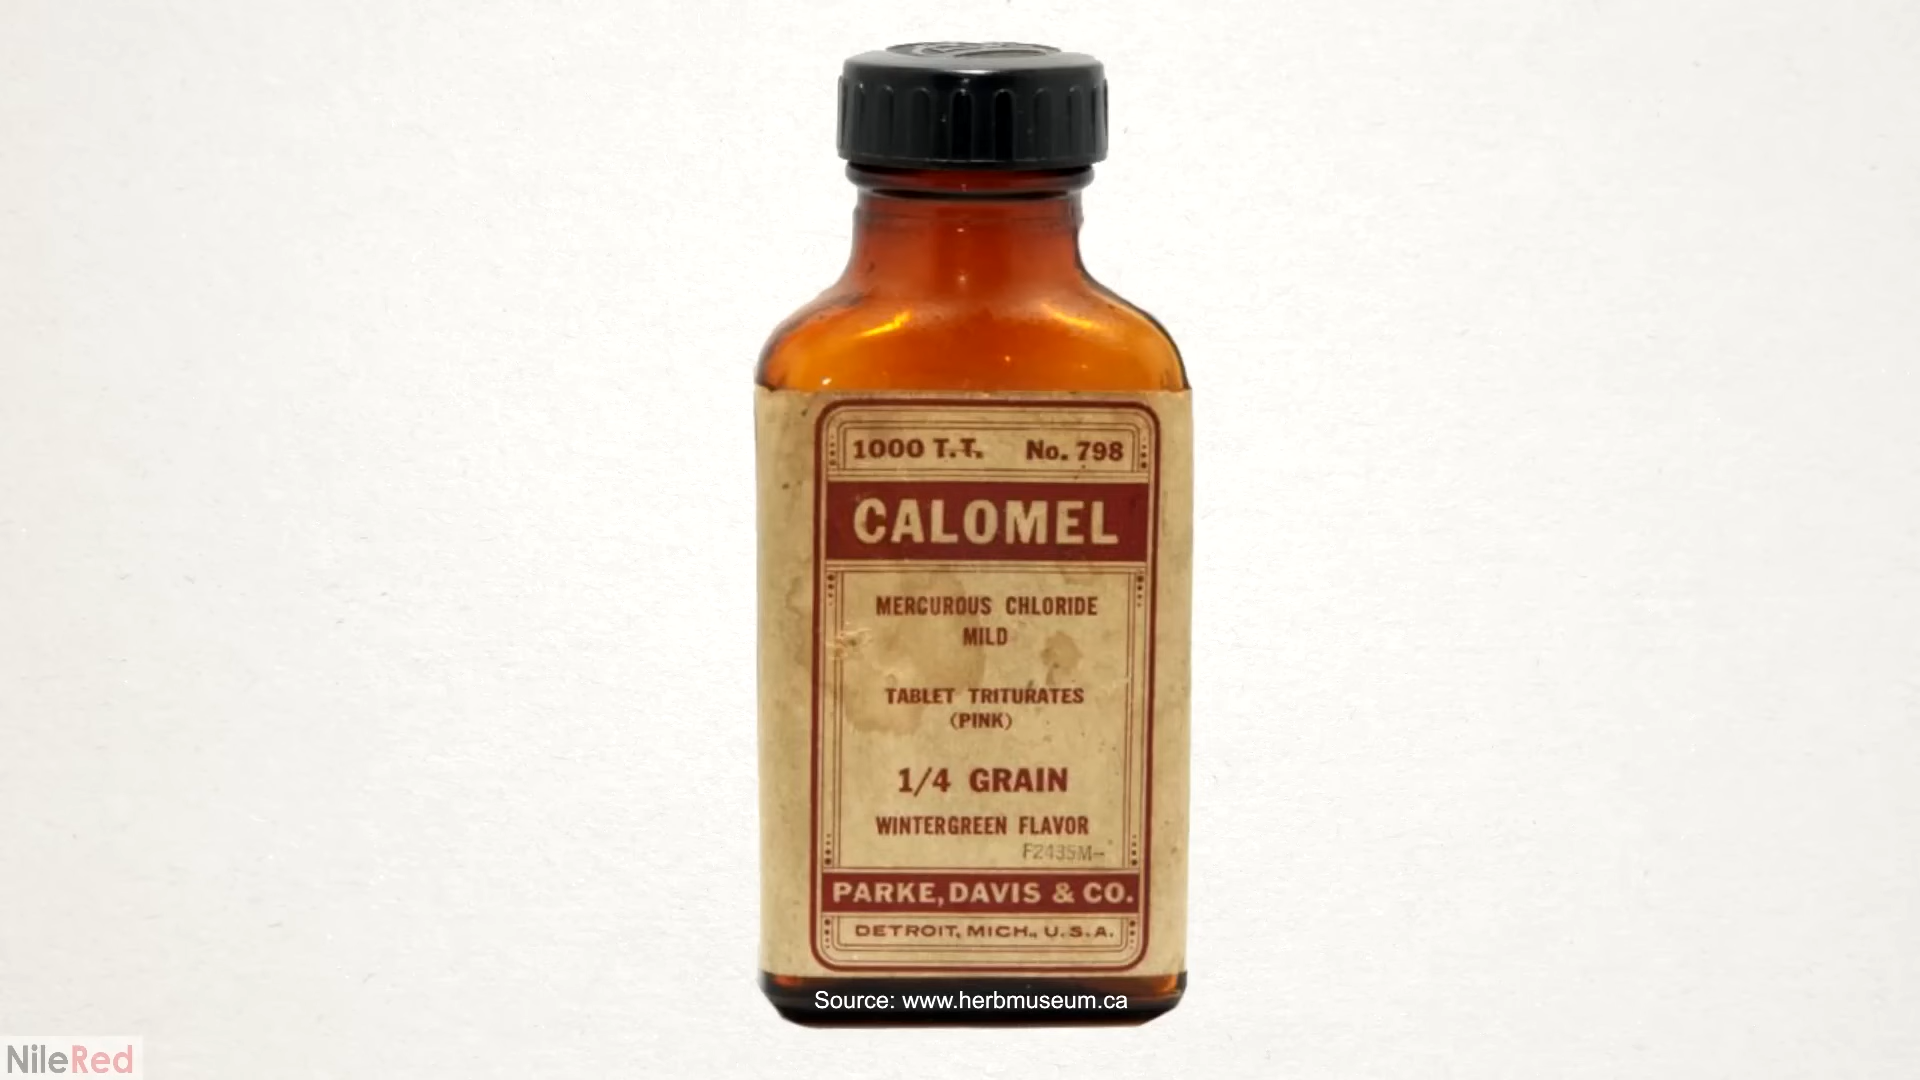 1000 T.T. No. 798
CALOMEL
MERCUROUS CHLORIDE
MILD
TABLET TRITURATES
(PINK)
1/4 GRAIN
WINTERGREEN FLAVOR
F2435M-
PARKE, DAVIS & CO.
DETROIT, MICH., U.S.A.
Source: www.herbmuseum.ca
NileRed